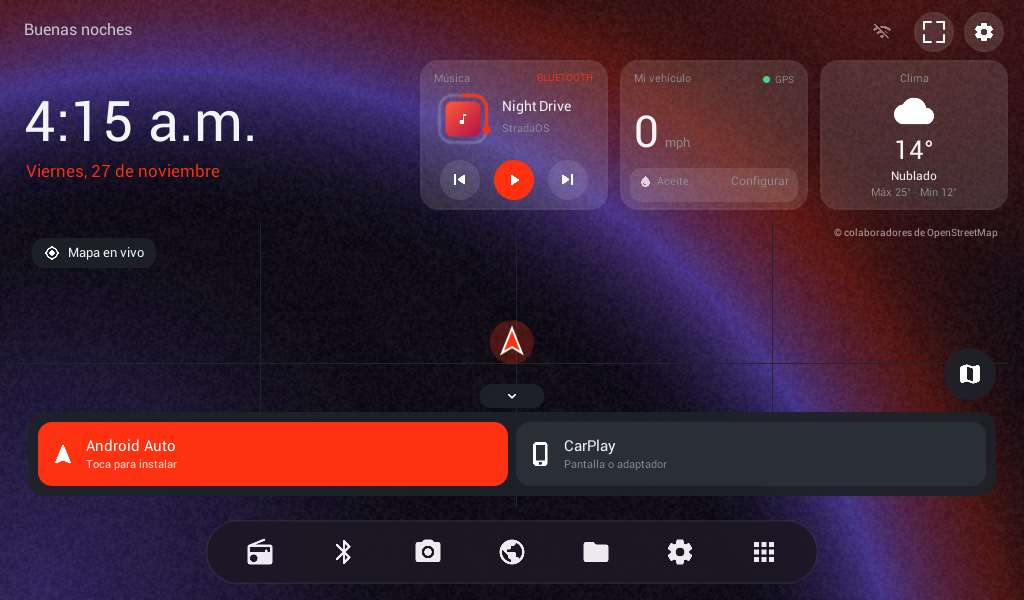 Buenas noches
4:15 a.m.
Viernes, 27 de noviembre
Música
BLUETOOTH
Night Drive
StradaOS
Mi vehículo
GPS
0 mph
Aceite
Configurar
Clima
14°
Nublado
Máx 25° · Min 12°
© colaboradores de OpenStreetMap
Mapa en vivo
Android Auto
Toca para instalar
CarPlay
Pantalla o adaptador